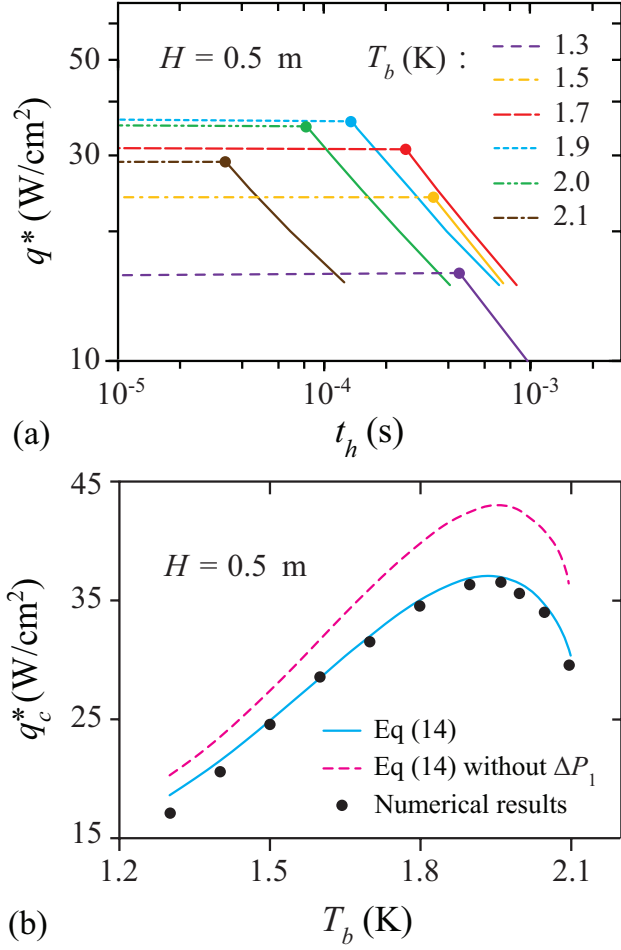 50
30
10
q* (W/cm²)
H = 0.5 m
T_b (K) :
1.3
1.5
1.7
1.9
2.0
2.1
10⁻⁵
10⁻⁴
10⁻³
(a)
t_h (s)
45
35
25
15
q_c* (W/cm²)
H = 0.5 m
Eq (14)
Eq (14) without ΔP₁
Numerical results
1.2
1.5
1.8
2.1
(b)
T_b (K)